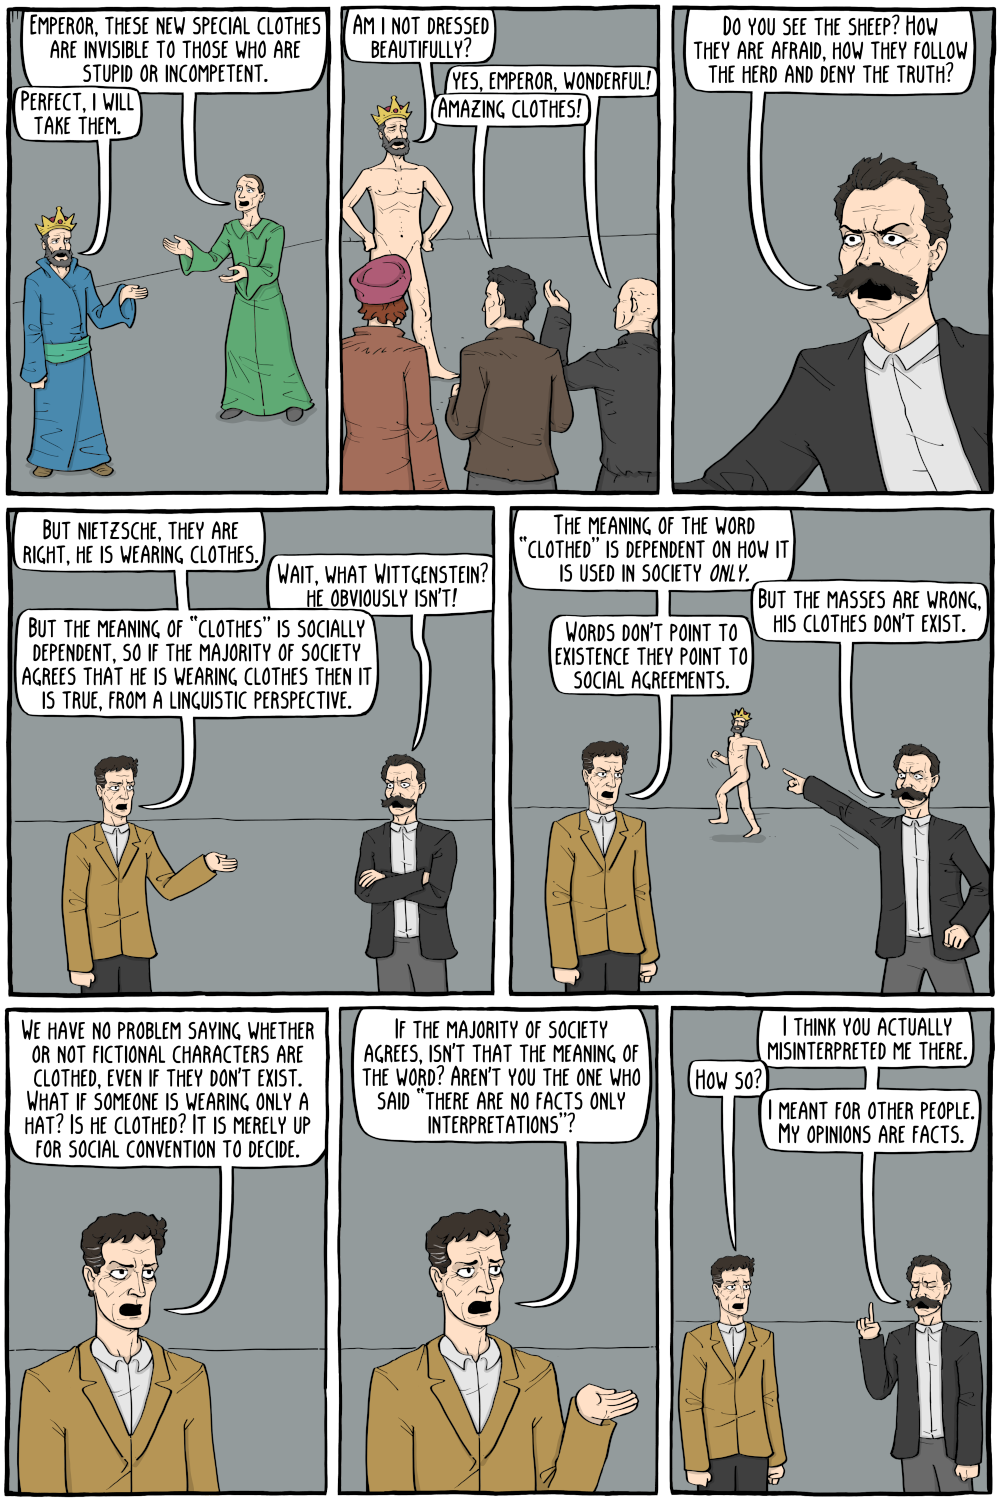 Emperor, these new special clothes
are invisible to those who are
stupid or incompetent.
Perfect, I will
take them.
Am I not dressed
beautifully?
Yes, Emperor, wonderful!
Amazing clothes!
Do you see the sheep? How
they are afraid, how they follow
the herd and deny the truth?
But Nietzsche, they are
right, he is wearing clothes.
Wait, what Wittgenstein?
He obviously isn't!
But the meaning of "clothes" is socially
dependent, so if the majority of society
agrees that he is wearing clothes then it
is true, from a linguistic perspective.
The meaning of the word
"clothed" is dependent on how it
is used in society only.
But the masses are wrong,
his clothes don't exist.
Words don't point to
existence they point to
social agreements.
We have no problem saying whether
or not fictional characters are
clothed, even if they don't exist.
What if someone is wearing only a
hat? Is he clothed? It is merely up
for social convention to decide.
If the majority of society
agrees, isn't that the meaning of
the word? Aren't you the one who
said "there are no facts only
interpretations"?
I think you actually
misinterpreted me there.
How so?
I meant for other people.
My opinions are facts.